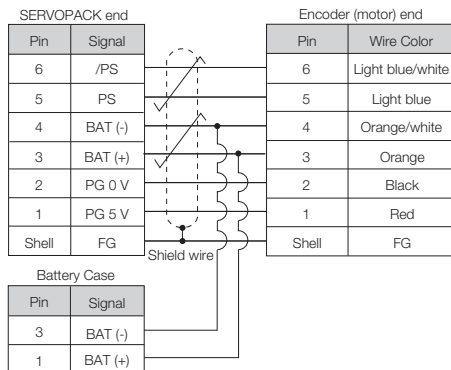 SERVOPACK end
Pin Signal
6 /PS
5 PS
4 BAT (-)
3 BAT (+)
2 PG 0 V
1 PG 5 V
Shell FG
Shield wire
Encoder (motor) end
Pin Wire Color
6 Light blue/white
5 Light blue
4 Orange/white
3 Orange
2 Black
1 Red
Shell FG
Battery Case
Pin Signal
3 BAT (-)
1 BAT (+)